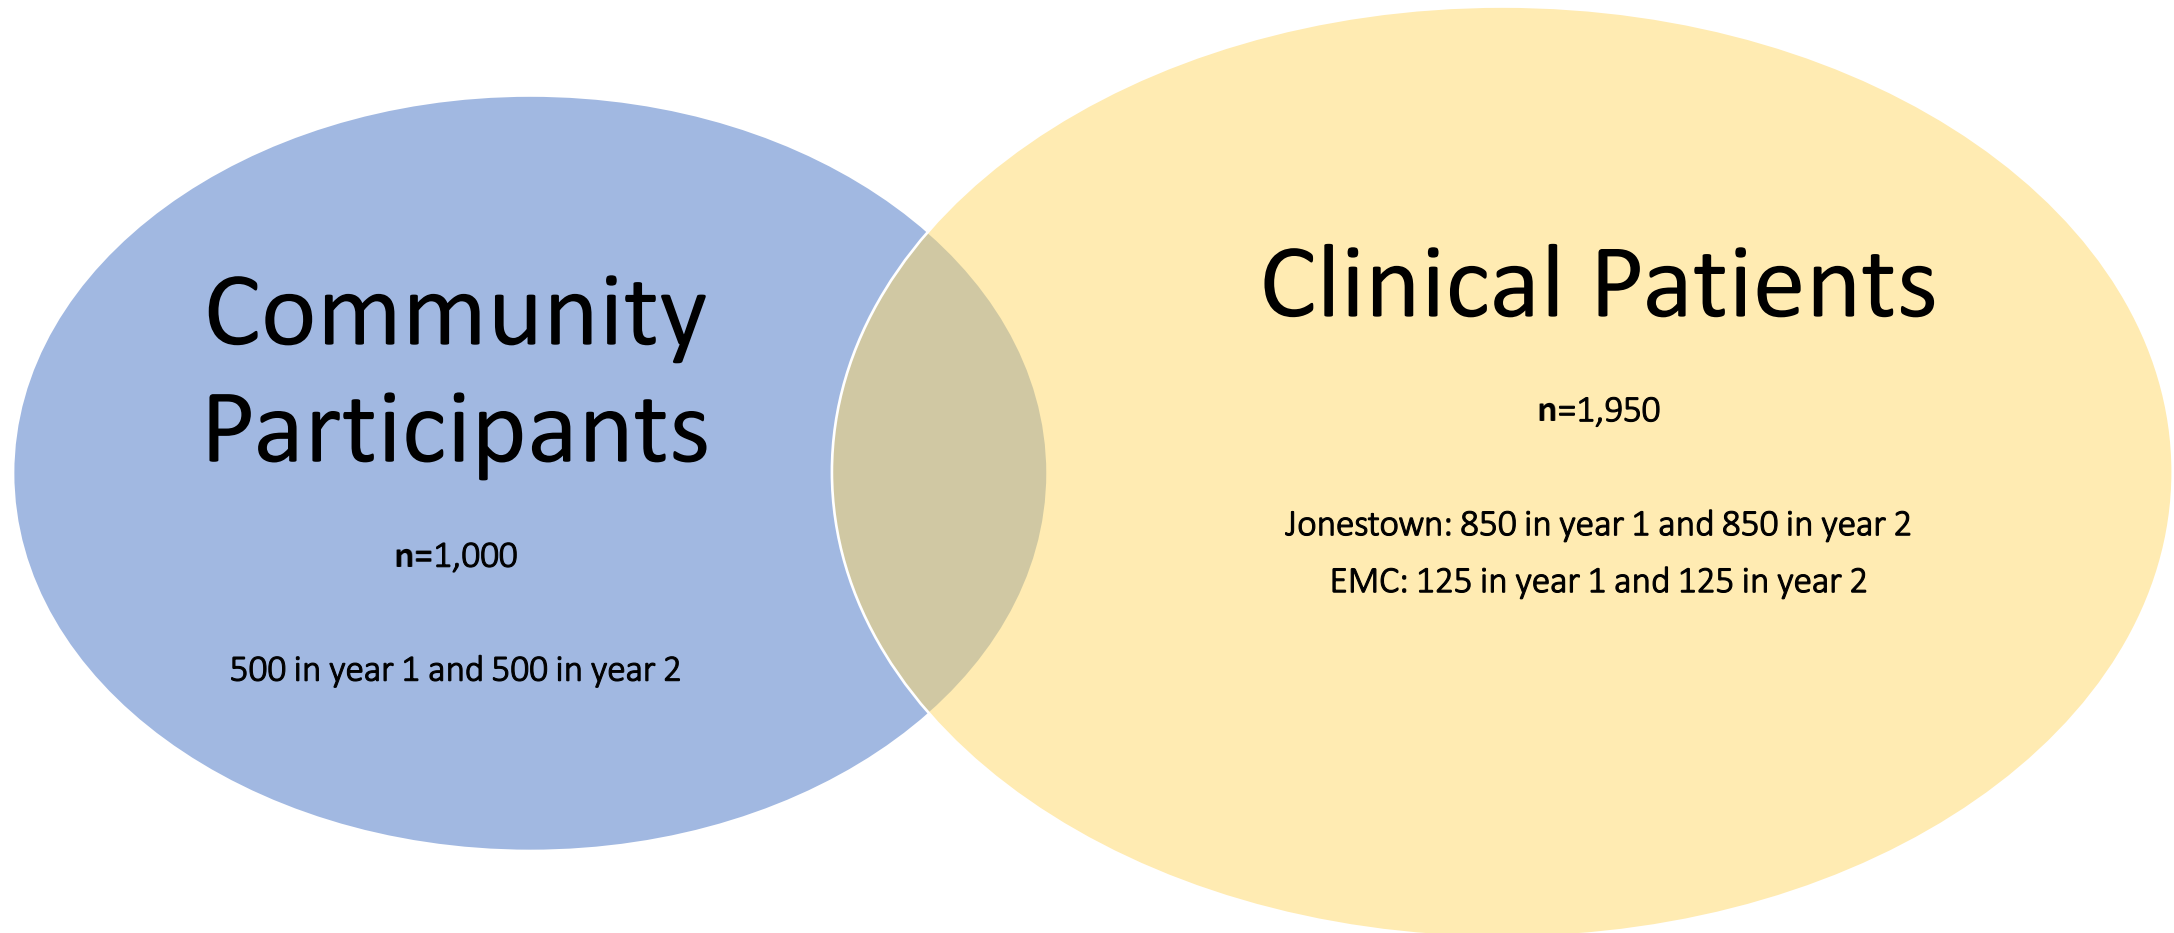 Community
Participants
n=1,000
500 in year 1 and 500 in year 2
Clinical Patients
n=1,950
Jonestown: 850 in year 1 and 850 in year 2
EMC: 125 in year 1 and 125 in year 2